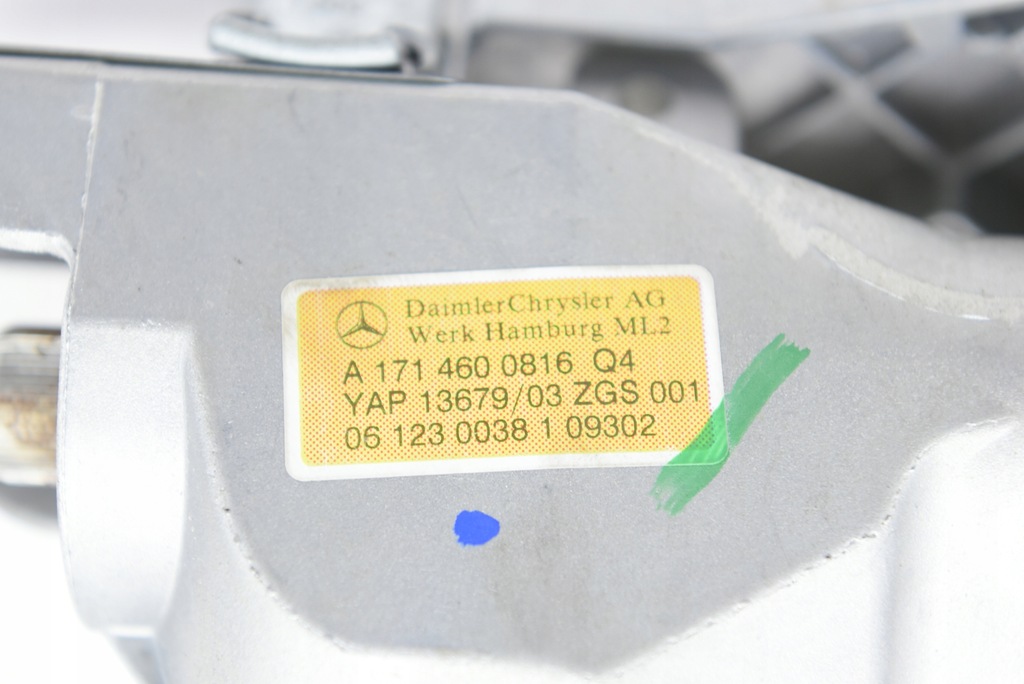 DaimlerChrysler AG
Werk Hamburg ML2
A 171 460 0816 Q4
YAP 13679/03 ZGS 001
06 123 0038 1 09302